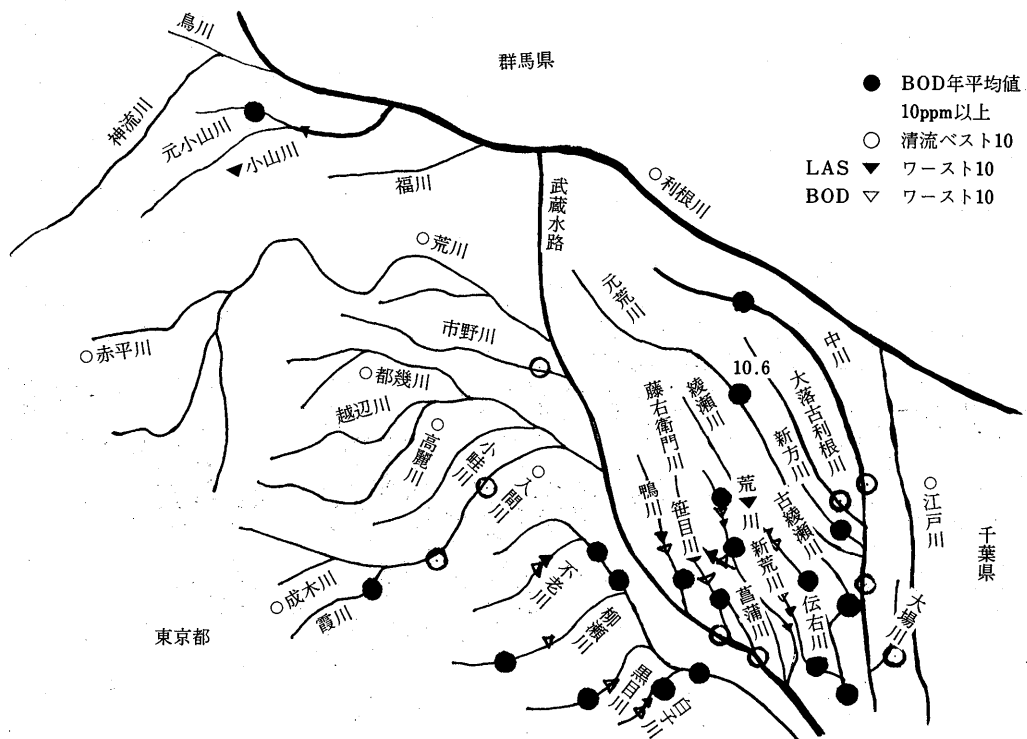 烏川
群馬県
● BOD年平均値
10ppm以上
○ 清流ベスト10
LAS ▼ ワースト10
BOD ▽ ワースト10
神流川
元小山川
小山川
福川
武蔵水路
○利根川
○荒川
元荒川
市野川
○赤平川
○都幾川
越辺川
○高麗川
小畦川
○入間川
中川
10.6
大落古利根川
新方川
綾瀬川
藤右衛門川
笹目川
鴨川
荒川
新荒川
古綾瀬川
○江戸川
千葉県
○成木川
霞川
東京都
不老川
柳瀬川
黒目川
白子川
菖蒲川
伝右川
大場川